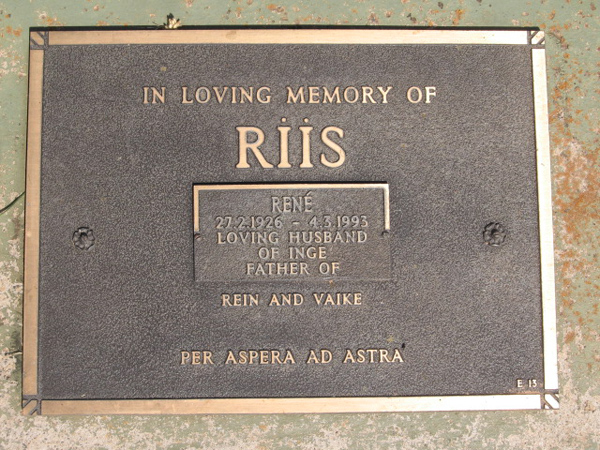 IN LOVING MEMORY OF
RİİS
RENÉ
27.2.1926 - 4.3.1993
LOVING HUSBAND
OF INGE
FATHER OF
REIN AND VAIKE
PER ASPERA AD ASTRA
E 13